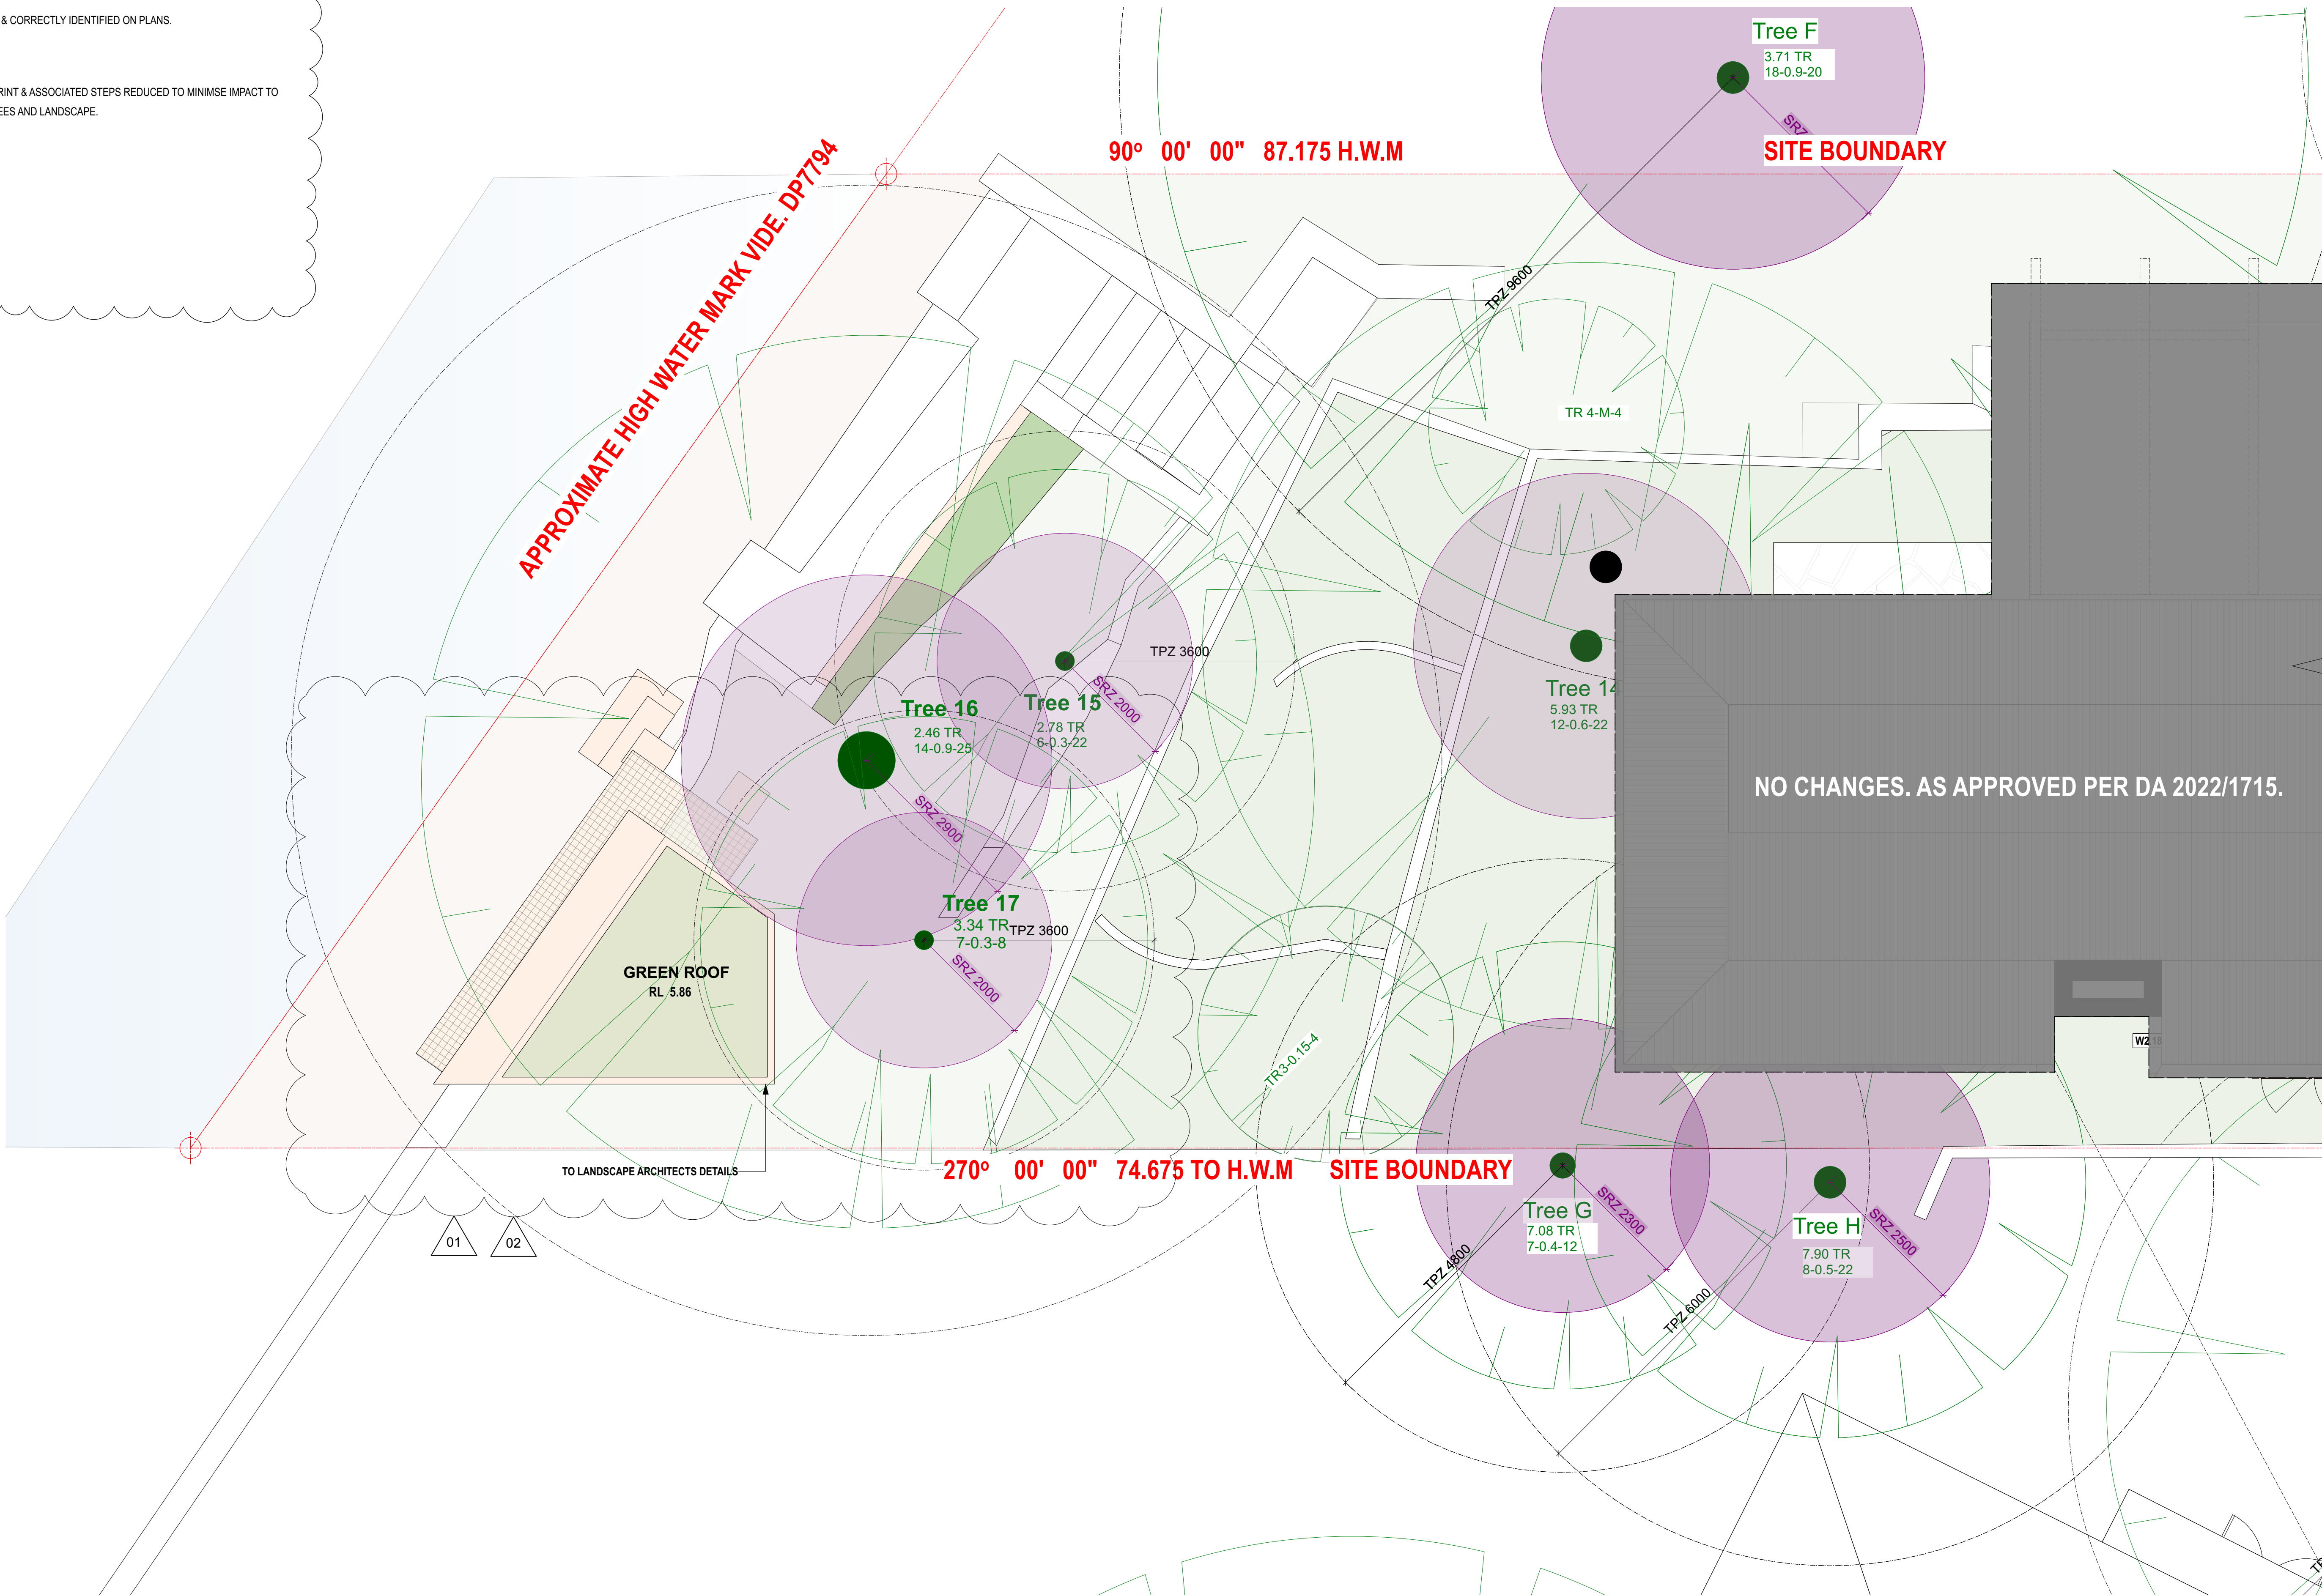 & CORRECTLY IDENTIFIED ON PLANS.
RINT & ASSOCIATED STEPS REDUCED TO MINIMSE IMPACT TO
EES AND LANDSCAPE.
Tree F
3.71 TR
18-0.9-20
SRZ
90º 00' 00" 87.175 H.W.M
SITE BOUNDARY
APPROXIMATE HIGH WATER MARK VIDE. DP7794
TPZ 9600
TR 4-M-4
TPZ 3600
SRZ 2000
Tree 15
2.78 TR
6-0.3-22
Tree 16
2.46 TR
14-0.9-25
SRZ 2900
Tree 14
5.93 TR
12-0.6-22
NO CHANGES. AS APPROVED PER DA 2022/1715.
Tree 17
3.34 TR
7-0.3-8
TPZ 3600
SRZ 2000
GREEN ROOF
RL 5.86
TR3-0.15-4
W2.18
TO LANDSCAPE ARCHITECTS DETAILS
270º 00' 00" 74.675 TO H.W.M SITE BOUNDARY
Tree G
7.08 TR
7-0.4-12
SRZ 2300
TPZ 4800
Tree H
7.90 TR
8-0.5-22
SRZ 2500
TPZ 6000
01
02